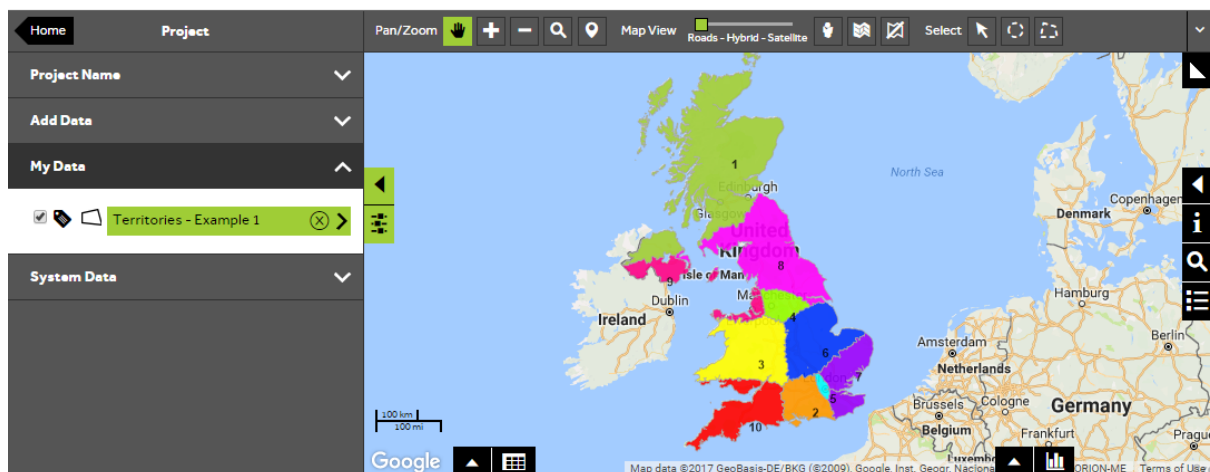 Home
Project
Pan/Zoom
Map View
Roads - Hybrid - Satellite
Select
Project Name
Add Data
My Data
Territories - Example 1
System Data
North Sea
1
Edinburgh
Glasgow
United
Kingdom
8
Isle of Man
9
Dublin
Ireland
4
3
6
7
5
2
10
Copenhagen
Denmark
Hamburg
Berlin
Amsterdam
Netherlands
Brussels
Cologne
Belgium
Germany
Frankfurt
Prague
100 km
100 mi
Google
Map data ©2017 GeoBasis-DE/BKG (©2009), Google, Inst. Geogr. Naciona
ORION-ME
Terms of Use